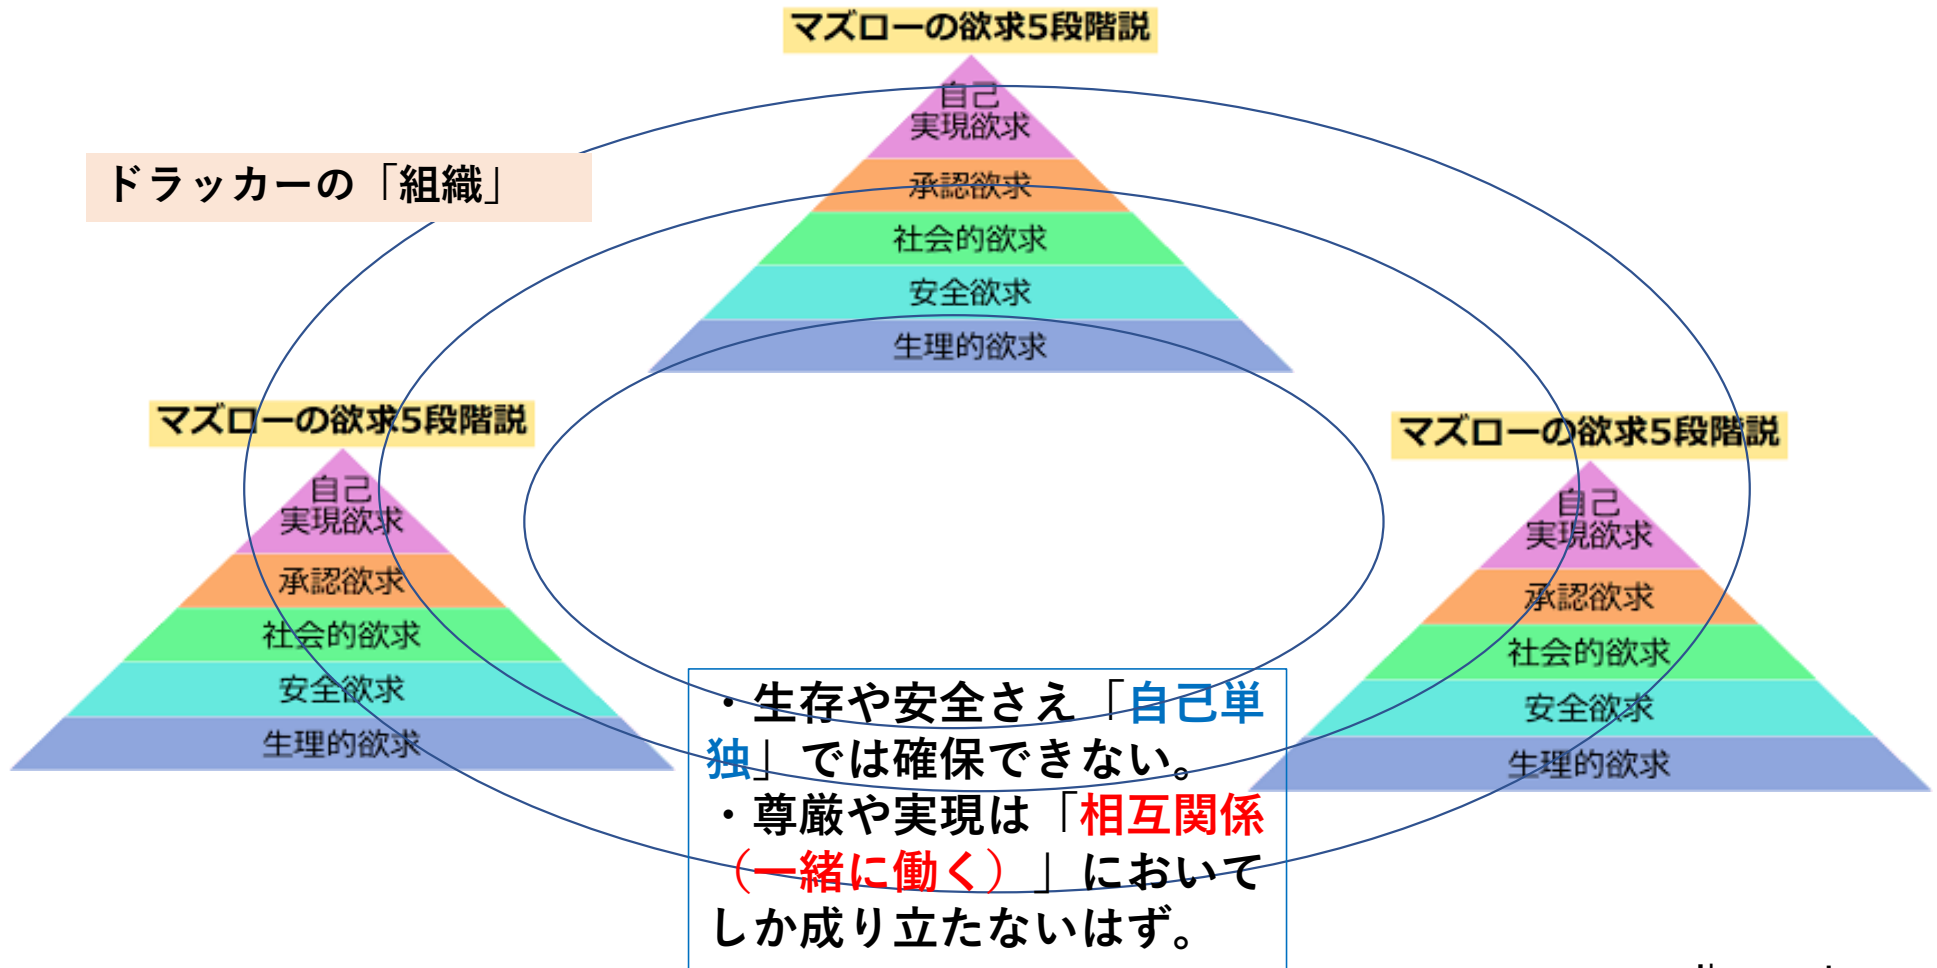 マズローの欲求5段階説
自己
実現欲求
承認欲求
社会的欲求
安全欲求
生理的欲求
ドラッカーの「組織」
マズローの欲求5段階説
自己
実現欲求
承認欲求
社会的欲求
安全欲求
生理的欲求
マズローの欲求5段階説
自己
実現欲求
承認欲求
社会的欲求
安全欲求
生理的欲求
・生存や安全さえ「自己単
独」では確保できない。
・尊厳や実現は「相互関係
（一緒に働く）」において
しか成り立たないはず。